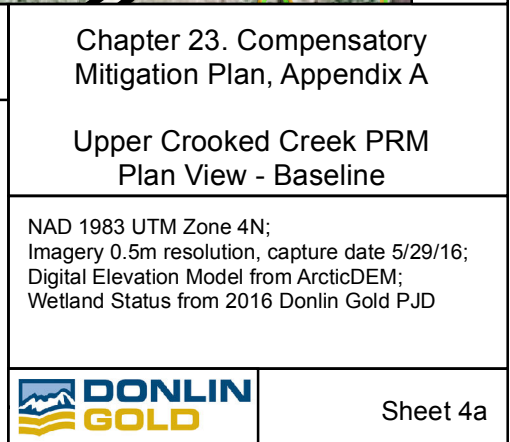 Chapter 23. Compensatory
Mitigation Plan, Appendix A
Upper Crooked Creek PRM
Plan View - Baseline
NAD 1983 UTM Zone 4N;
Imagery 0.5m resolution, capture date 5/29/16;
Digital Elevation Model from ArcticDEM;
Wetland Status from 2016 Donlin Gold PJD
DONLIN
GOLD
Sheet 4a